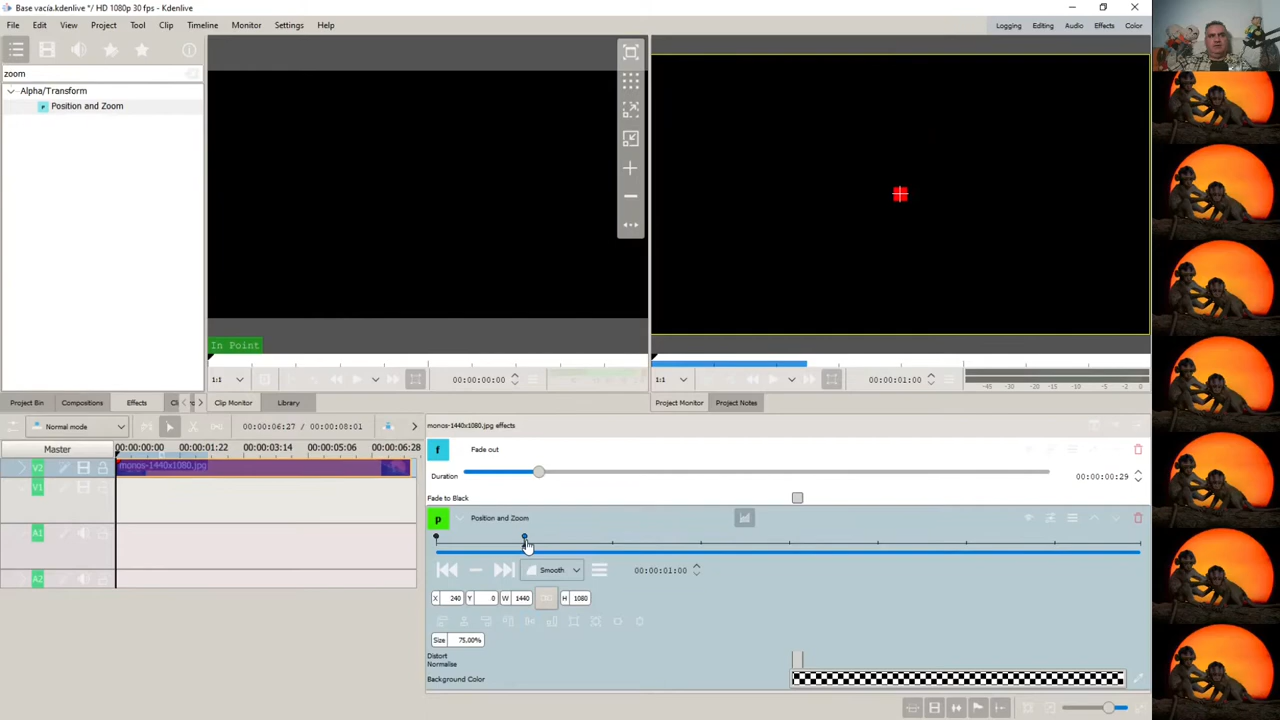 Base vacía.kdenlive */ HD 1080p 30 fps - Kdenlive
File Edit View Project Tool Clip Timeline Monitor Settings Help
Logging Editing Audio Effects Color
zoom
Alpha/Transform
p Position and Zoom
In Point
1:1 00:00:00:00
1:1 00:00:01:00
-45 -30 -20 -15 -10 -5 -2 0
Project Bin Compositions Effects Clip Monitor Library
Project Monitor Project Notes
Normal mode 00:00:06:27 / 00:00:08:01
Master
00:00:00:00 00:00:01:22 00:00:03:14 00:00:05:06 00:00:06:28
V2 monos-1440x1080.jpg
V1
A1
A2
monos-1440x1080.jpg effects
f Fade out
Duration 00:00:00:29
Fade to Black
p Position and Zoom
Smooth 00:00:01:00
X 240 Y 0 W 1440 H 1080
Size 75.00%
Distort
Normalise
Background Color